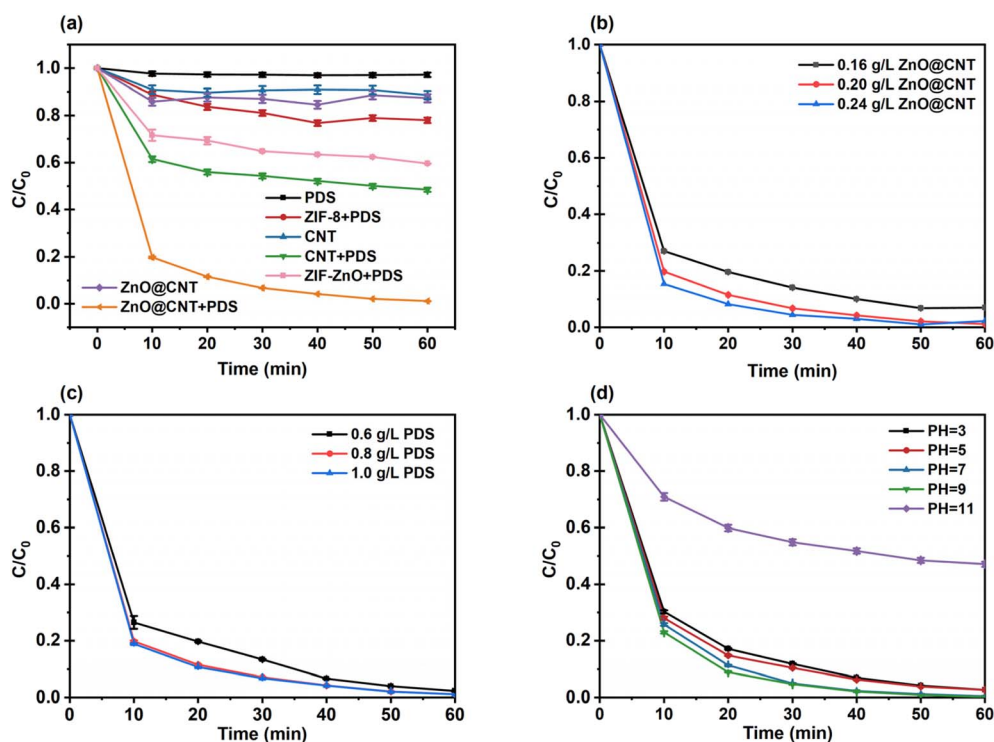 (a)
C/C0
1.0
0.8
0.6
0.4
0.2
0.0
PDS
ZIF-8+PDS
CNT
CNT+PDS
ZIF-ZnO+PDS
ZnO@CNT
ZnO@CNT+PDS
0 10 20 30 40 50 60
Time (min)
(b)
C/C0
1.0
0.8
0.6
0.4
0.2
0.0
0.16 g/L ZnO@CNT
0.20 g/L ZnO@CNT
0.24 g/L ZnO@CNT
0 10 20 30 40 50 60
Time (min)
(c)
C/C0
1.0
0.8
0.6
0.4
0.2
0.0
0.6 g/L PDS
0.8 g/L PDS
1.0 g/L PDS
0 10 20 30 40 50 60
Time (min)
(d)
C/C0
1.0
0.8
0.6
0.4
0.2
0.0
PH=3
PH=5
PH=7
PH=9
PH=11
0 10 20 30 40 50 60
Time (min)